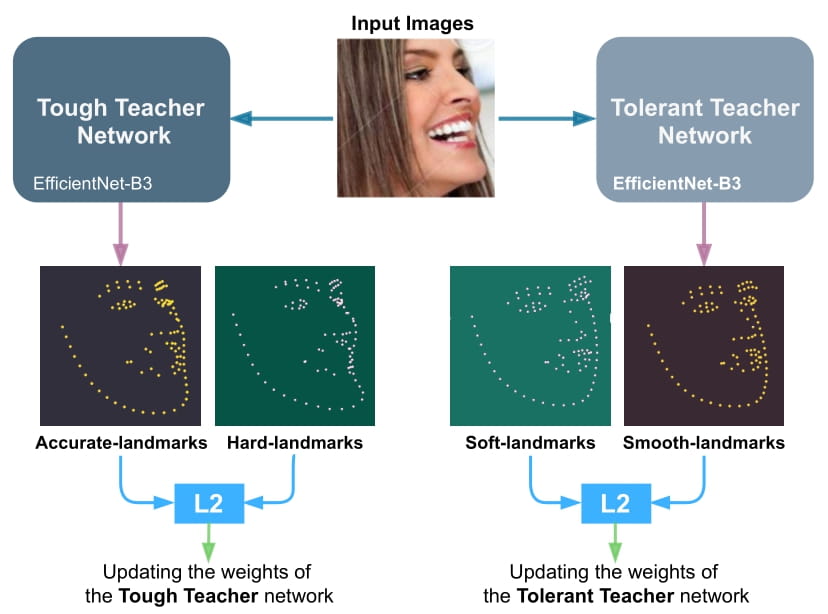 Input Images
Tough Teacher
Network
EfficientNet-B3
Tolerant Teacher
Network
EfficientNet-B3
Accurate-landmarks
Hard-landmarks
Soft-landmarks
Smooth-landmarks
L2
L2
Updating the weights of
the Tough Teacher network
Updating the weights of
the Tolerant Teacher network